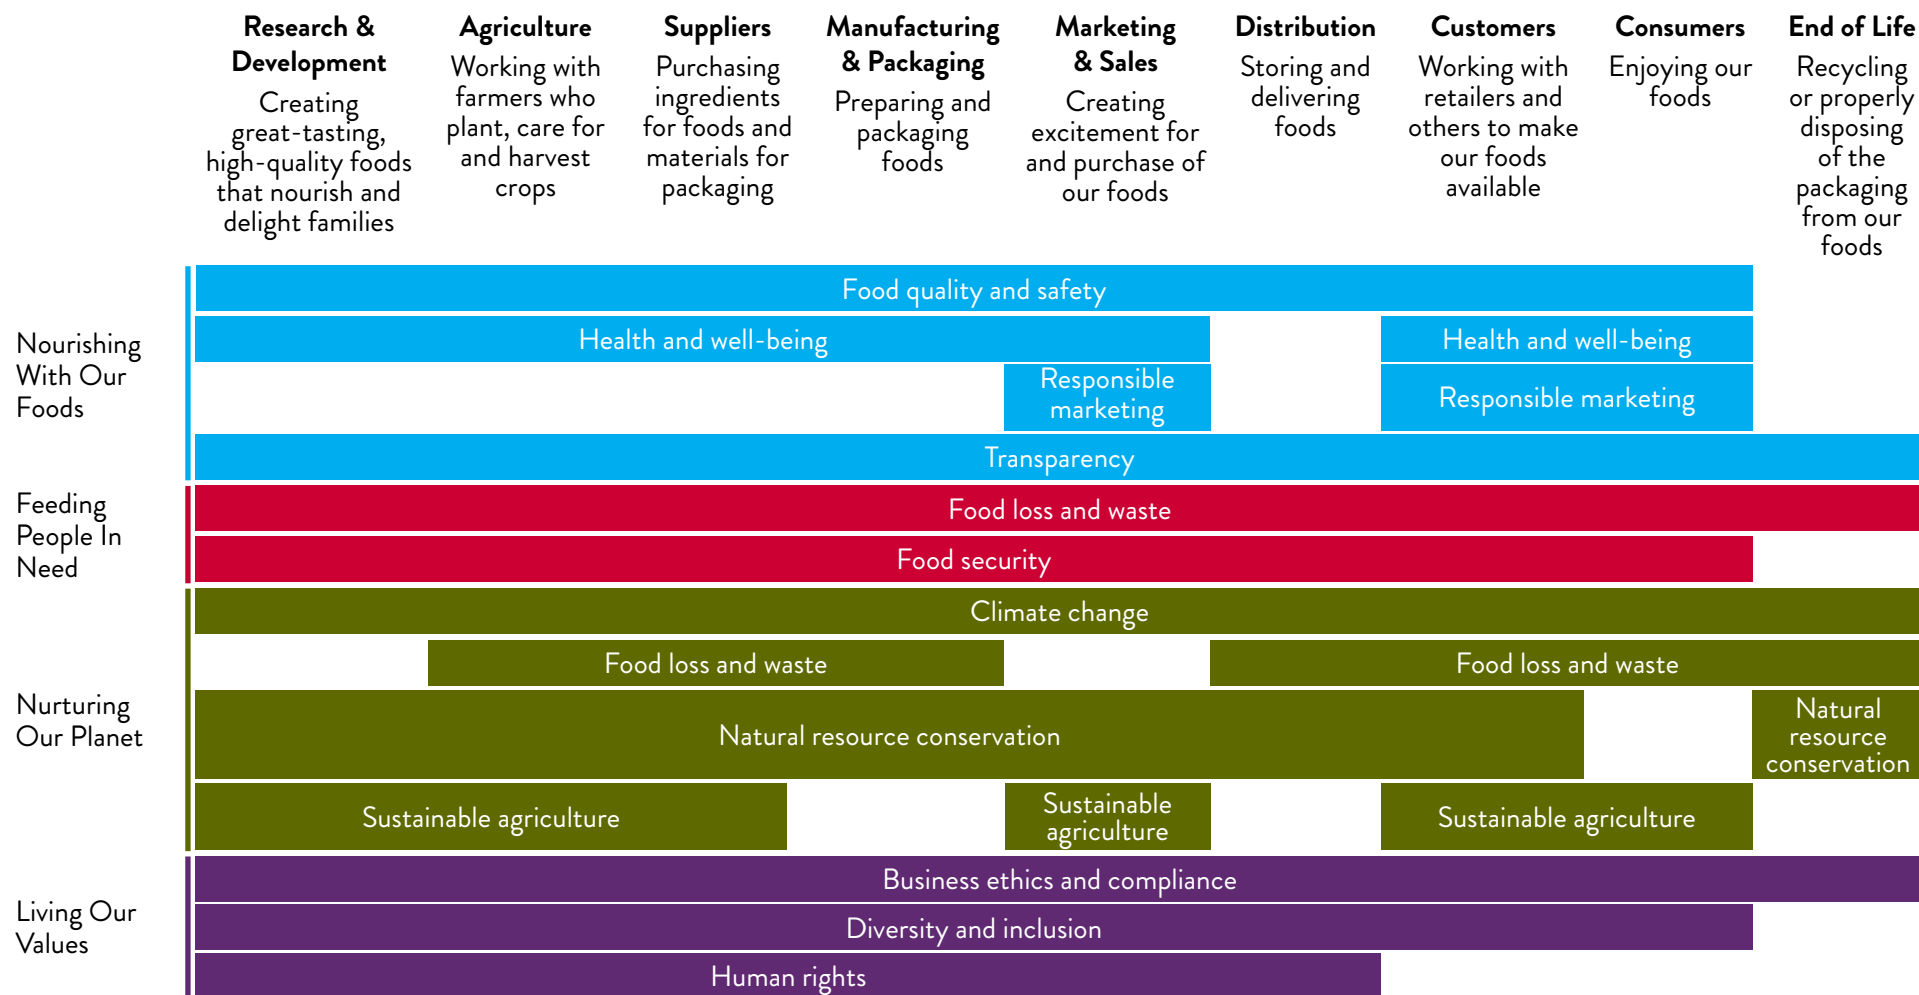 Research &
Development
Creating
great-tasting,
high-quality foods
that nourish and
delight families
Agriculture
Working with
farmers who
plant, care for
and harvest
crops
Suppliers
Purchasing
ingredients
for foods and
materials for
packaging
Manufacturing
& Packaging
Preparing and
packaging
foods
Marketing
& Sales
Creating
excitement for
and purchase of
our foods
Distribution
Storing and
delivering
foods
Customers
Working with
retailers and
others to make
our foods
available
Consumers
Enjoying our
foods
End of Life
Recycling
or properly
disposing
of the
packaging
from our
foods
Nourishing
With Our
Foods
Food quality and safety
Health and well-being
Health and well-being
Responsible
marketing
Responsible marketing
Transparency
Feeding
People In
Need
Food loss and waste
Food security
Nurturing
Our Planet
Climate change
Food loss and waste
Food loss and waste
Natural resource conservation
Natural
resource
conservation
Sustainable agriculture
Sustainable
agriculture
Sustainable agriculture
Living Our
Values
Business ethics and compliance
Diversity and inclusion
Human rights